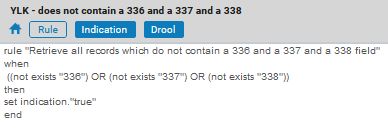 YLK - does not contain a 336 and a 337 and a 338
Rule Indication Drool
rule "Retrieve all records which do not contain a 336 and a 337 and a 338 field"
when
((not exists "336") OR (not exists "337") OR (not exists "338"))
then
set indication."true"
end